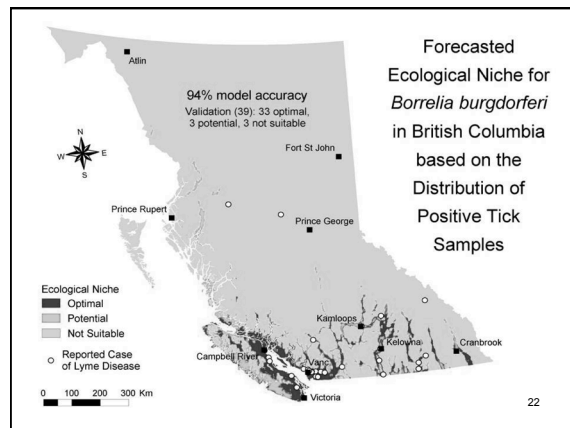 Forecasted
Ecological Niche for
Borrelia burgdorferi
in British Columbia
based on the
Distribution of
Positive Tick
Samples
Atlin
94% model accuracy
Validation (39): 33 optimal,
3 potential, 3 not suitable
N
W E
S
Fort St John
Prince Rupert
Prince George
Ecological Niche
Optimal
Potential
Not Suitable
Reported Case
of Lyme Disease
0 50 100 200 300
Km
Kamloops
Kelowna
Cranbrook
Campbell River
Vanc.
Victoria
22